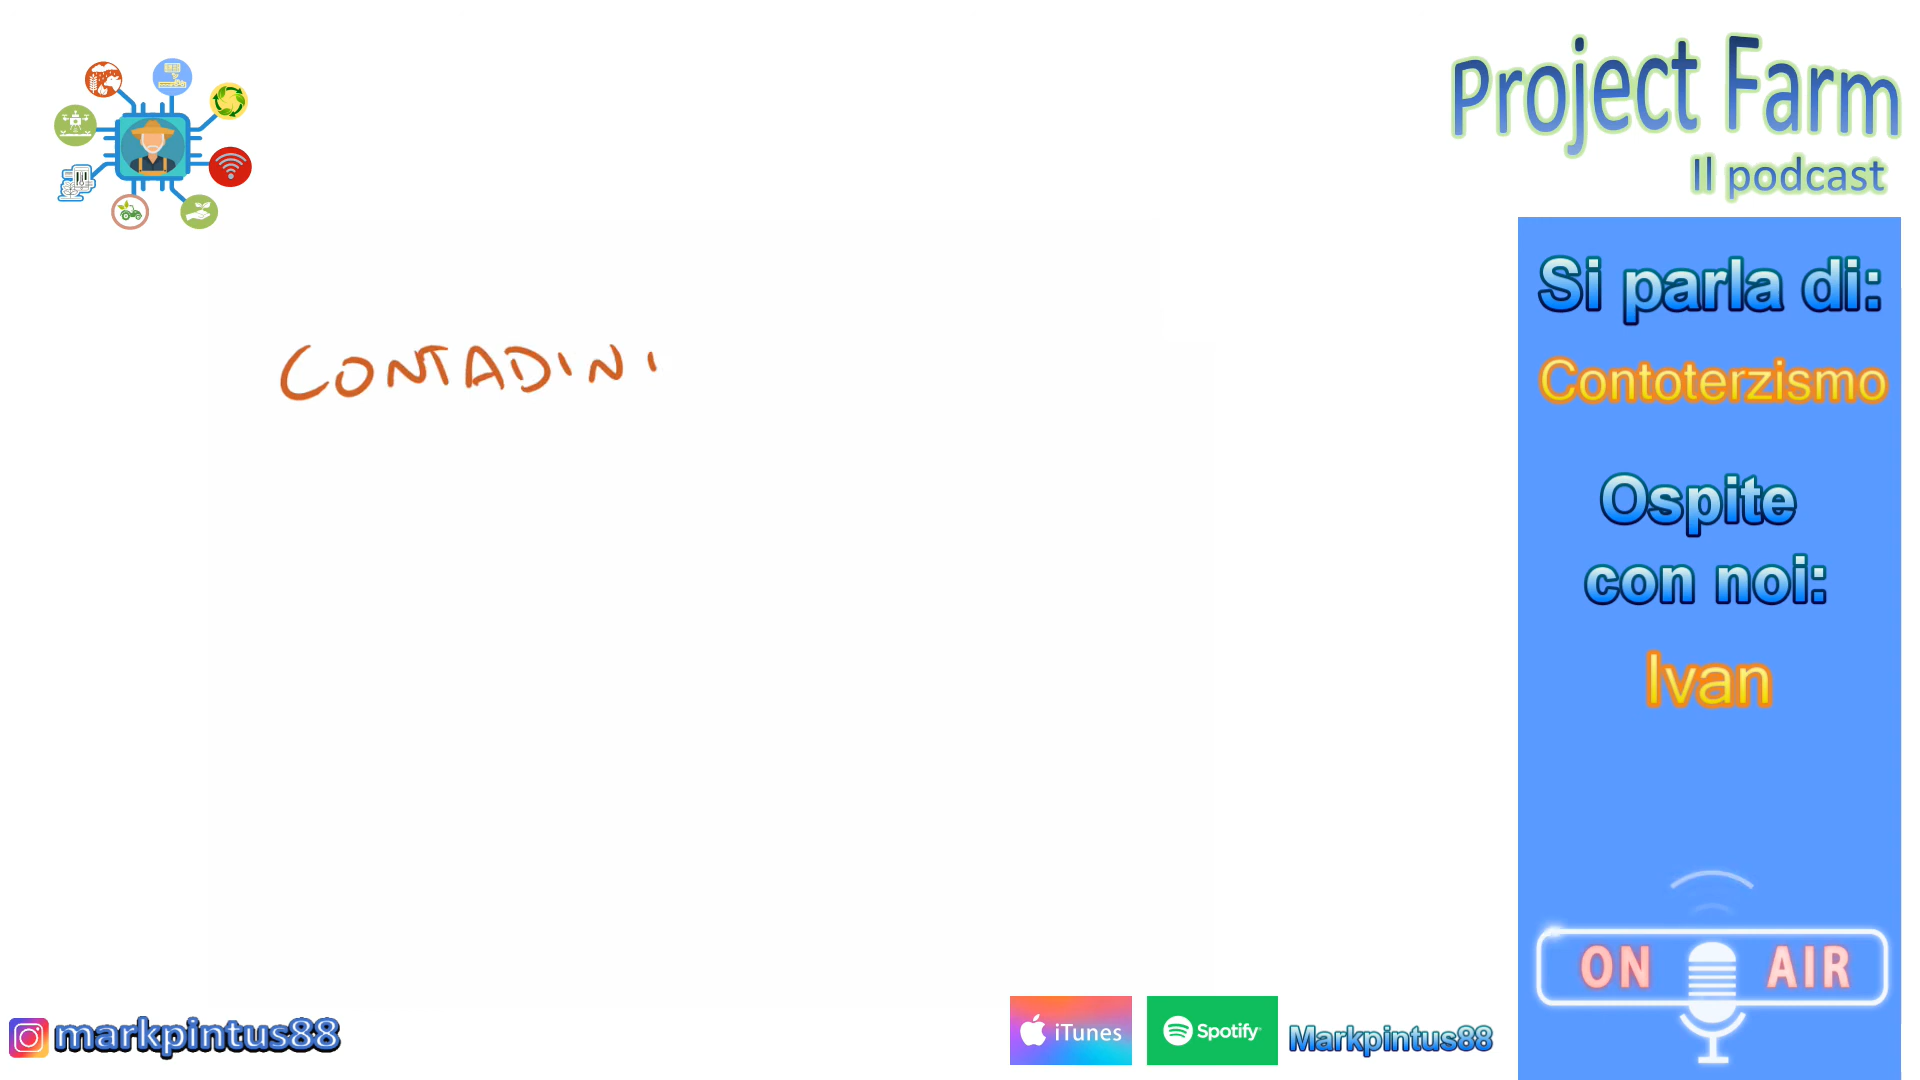 Project Farm
Il podcast
CONTADINI
Si parla di:
Contoterzismo
Ospite
con noi:
Ivan
ON AIR
markpintus88
iTunes
Spotify
Markpintus88